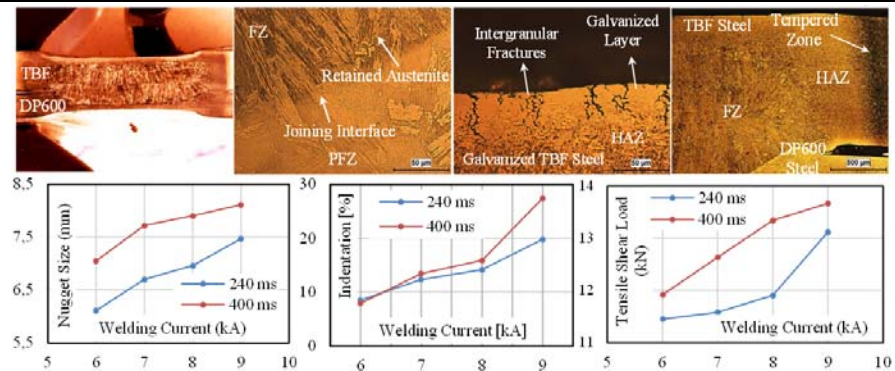 TBF
DP600
FZ
Retained Austenite
Joining Interface
PFZ
50 µm
Intergranular
Fractures
Galvanized
Layer
HAZ
Galvanized TBF Steel
50 µm
TBF Steel
Tempered
Zone
HAZ
FZ
DP600
Steel
500 µm
8,5
7,5
6,5
5,5
Nugget Size (mm)
240 ms
400 ms
Welding Current (kA)
5 6 7 8 9 10
30
20
10
0
Indentation [%]
240 ms
400 ms
Welding Current [kA]
5 6 7 8 9
14
13
12
11
Tensile Shear Load
(kN)
240 ms
400 ms
Welding Current (kA)
6 7 8 9 10